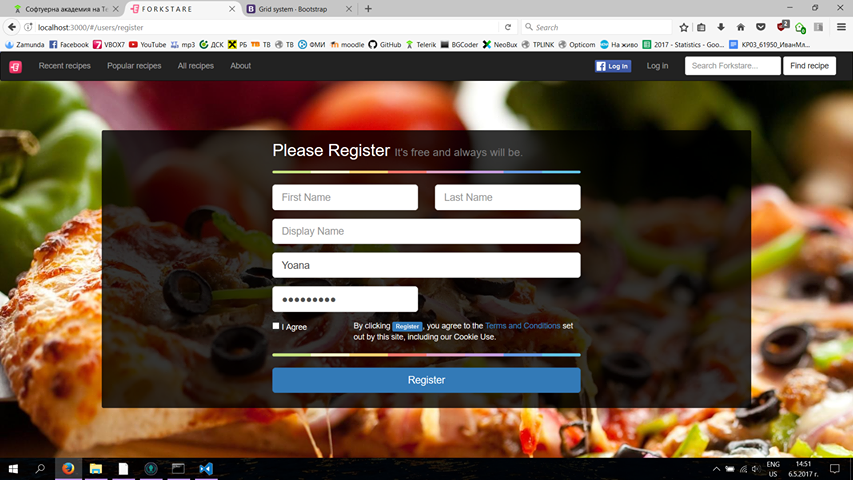 Софтуерна академия на Te
FORKSTARE
Grid system · Bootstrap
localhost:3000/#/users/register
Search
Zamunda Facebook VBOX7 YouTube mp3 ДСК РБ ТВ ТВ ФМИ moodle GitHub Telerik BGCoder NeoBux TPLINK Opticom На живо 2017 - Statistics - Goo... KP03_61950_ИванМл...
Recent recipes Popular recipes All recipes About Log In Log in Search Forkstare... Find recipe
Please Register It's free and always will be.
First Name Last Name
Display Name
Yoana
I Agree
By clicking Register, you agree to the Terms and Conditions set
out by this site, including our Cookie Use.
Register
ENG
US
14:51
6.5.2017 г.